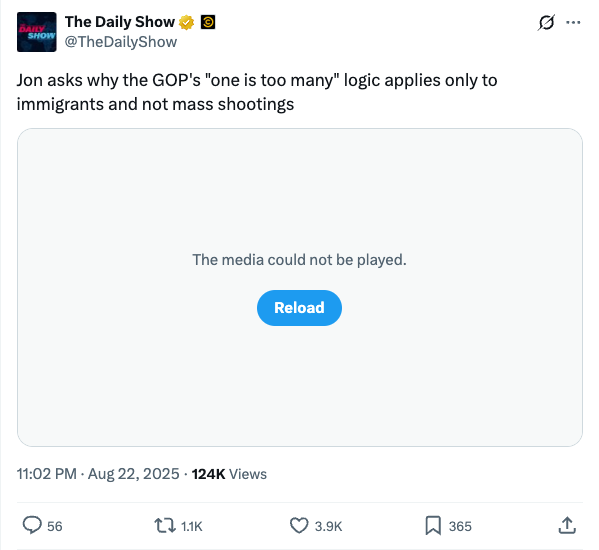 THE DAILY SHOW
The Daily Show
@TheDailyShow
Jon asks why the GOP's "one is too many" logic applies only to
immigrants and not mass shootings
The media could not be played.
Reload
11:02 PM · Aug 22, 2025 · 124K Views
56 1.1K 3.9K 365